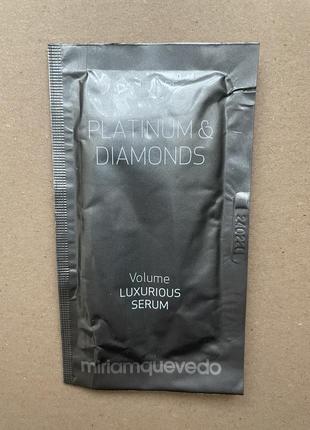 PLATINUM &
DIAMONDS
Volume
LUXURIOUS
SERUM
miriamquevedo